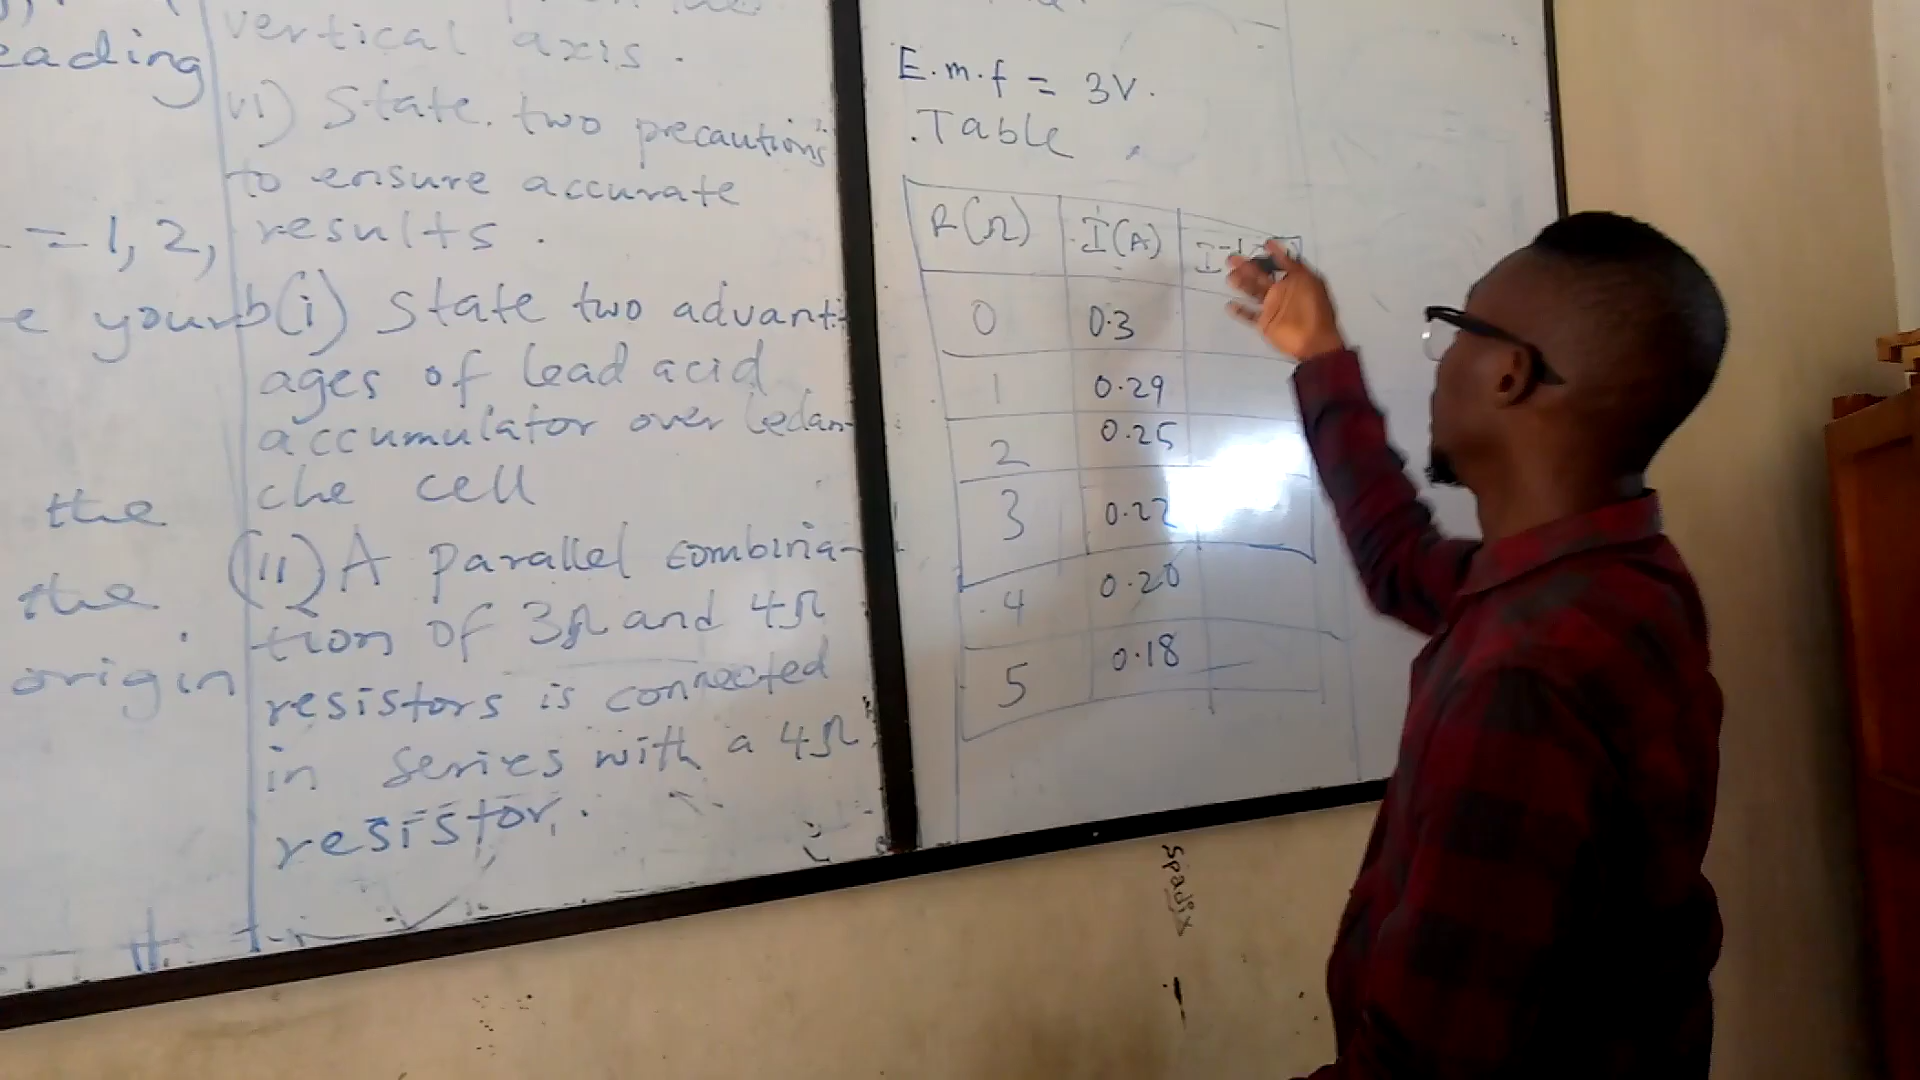 eading
= 1, 2,
e your
the
the
origin
vertical axis.
vi) State two precautions
to ensure accurate
results.
b(i) State two advant-
ages of lead acid
accumulator over leclan-
che cell
(ii) A parallel combina-
tion of 3Ω and 4Ω
resistors is connected
in series with a 4Ω
resistor.
E.m.f = 3V.
Table
R(Ω) I(A)
0 0.3
1 0.29
2 0.25
3 0.22
4 0.20
5 0.18
Spadix